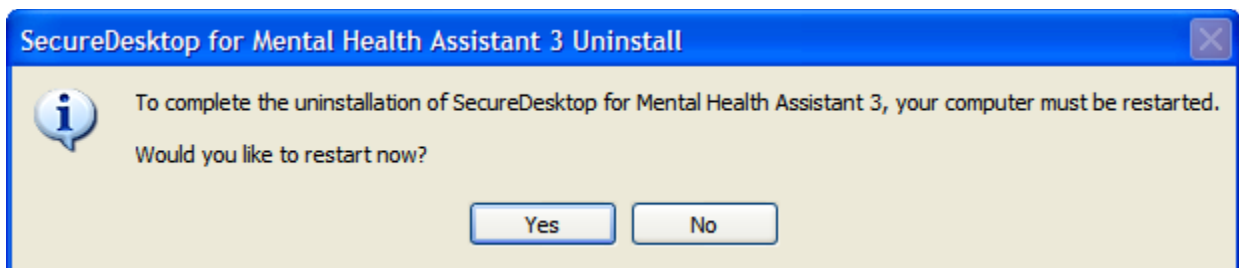 SecureDesktop for Mental Health Assistant 3 Uninstall
To complete the uninstallation of SecureDesktop for Mental Health Assistant 3, your computer must be restarted.
Would you like to restart now?
Yes No